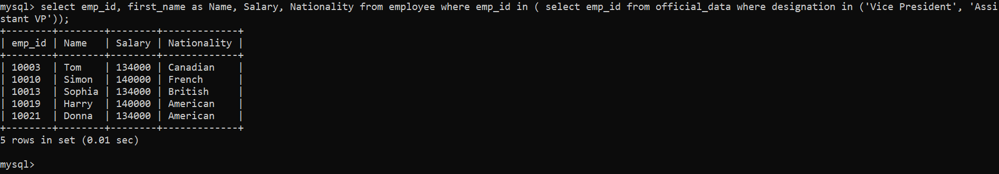 mysql> select emp_id, first_name as Name, Salary, Nationality from employee where emp_id in ( select emp_id from official_data where designation in ('Vice President', 'Assi
stant VP'));
+--------+--------+--------+-------------+
| emp_id | Name   | Salary | Nationality |
+--------+--------+--------+-------------+
| 10003  | Tom    | 134000 | Canadian    |
| 10010  | Simon  | 140000 | French      |
| 10013  | Sophia | 134000 | British     |
| 10019  | Harry  | 140000 | American    |
| 10021  | Donna  | 134000 | American    |
+--------+--------+--------+-------------+
5 rows in set (0.01 sec)

mysql>